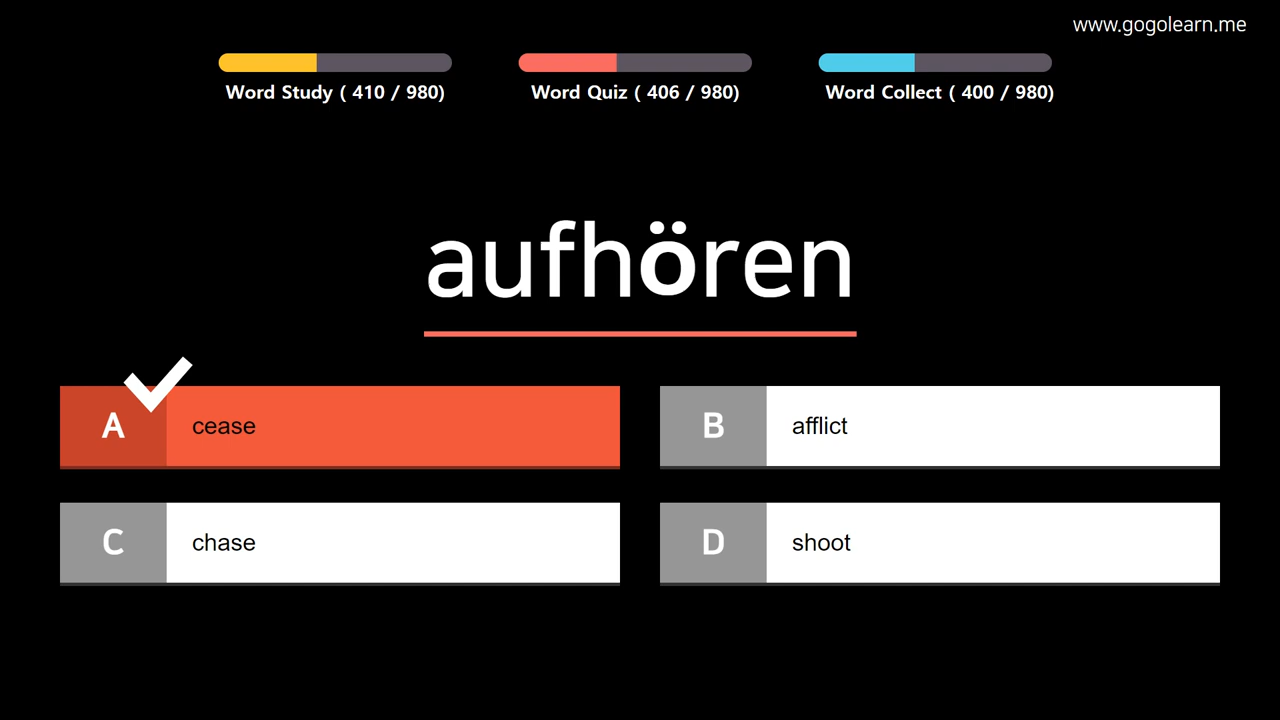 www.gogolearn.me
Word Study ( 410 / 980)
Word Quiz ( 406 / 980)
Word Collect ( 400 / 980)
aufhören
A cease
B afflict
C chase
D shoot